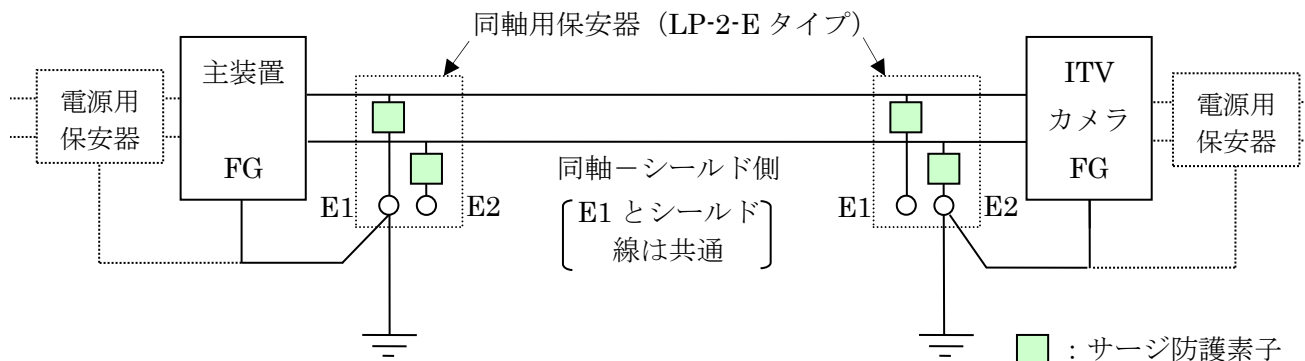 同軸用保安器(LP-2-E タイプ)
電源用
保安器
主装置
FG
E1
E2
同軸-シールド側
E1 とシールド
線は共通
E1
E2
ITV
カメラ
FG
電源用
保安器
:サージ防護素子